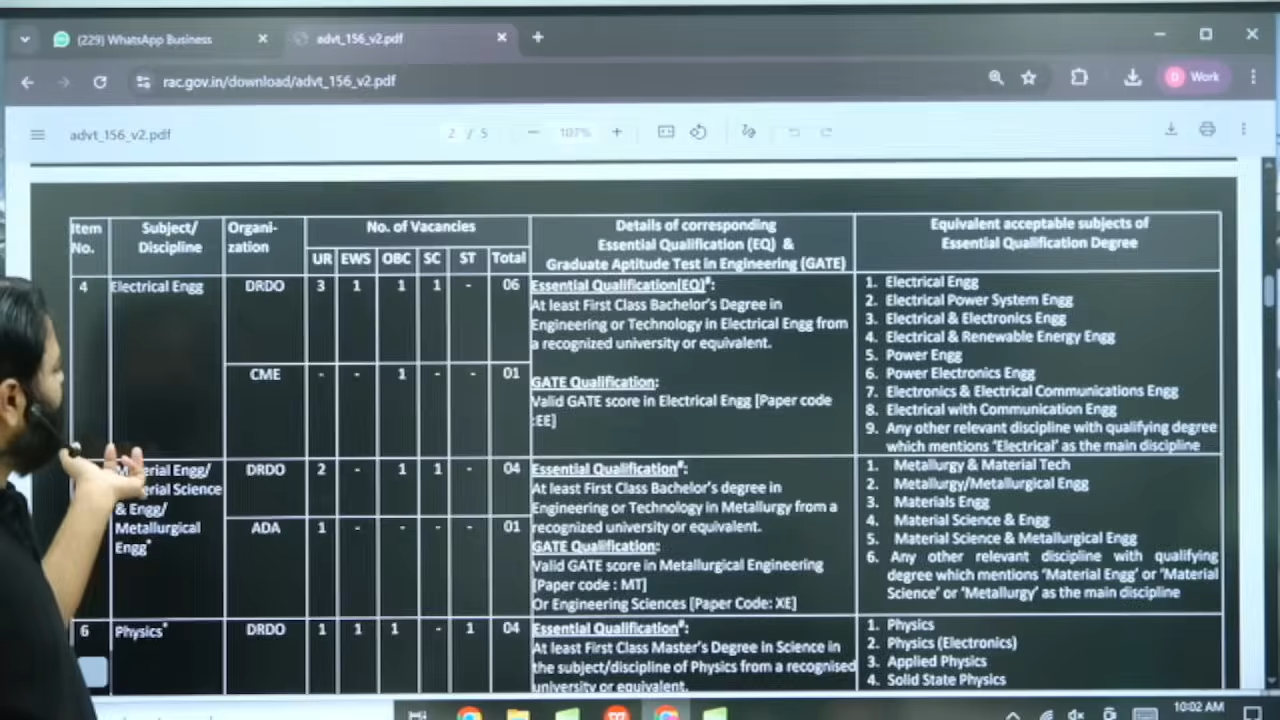 (229) WhatsApp Business
advt_156_v2.pdf
rac.gov.in/download/advt_156_v2.pdf
D Work
advt_156_v2.pdf
2 / 5
107%
Item No.
Subject/ Discipline
Organi-zation
No. of Vacancies
UR EWS OBC SC ST Total
Details of corresponding
Essential Qualification (EQ) &
Graduate Aptitude Test in Engineering (GATE)
Equivalent acceptable subjects of
Essential Qualification Degree
4 Electrical Engg DRDO 3 1 1 1 - 06
CME - - 1 - - 01
Essential Qualification(EQ)#:
At least First Class Bachelor's Degree in
Engineering or Technology in Electrical Engg from
a recognized university or equivalent.
GATE Qualification:
Valid GATE score in Electrical Engg [Paper code
:EE]
1. Electrical Engg
2. Electrical Power System Engg
3. Electrical & Electronics Engg
4. Electrical & Renewable Energy Engg
5. Power Engg
6. Power Electronics Engg
7. Electronics & Electrical Communications Engg
8. Electrical with Communication Engg
9. Any other relevant discipline with qualifying degree
which mentions 'Electrical' as the main discipline
Engg/
Science
& Engg/
Metallurgical
Engg*
DRDO 2 - 1 1 - 04
ADA 1 - - - - 01
Essential Qualification#:
At least First Class Bachelor's degree in
Engineering or Technology in Metallurgy from a
recognized university or equivalent.
GATE Qualification:
Valid GATE score in Metallurgical Engineering
[Paper code : MT]
Or Engineering Sciences [Paper Code: XE]
1. Metallurgy & Material Tech
2. Metallurgy/Metallurgical Engg
3. Materials Engg
4. Material Science & Engg
5. Material Science & Metallurgical Engg
6. Any other relevant discipline with qualifying
degree which mentions 'Material Engg' or 'Material
Science' or 'Metallurgy' as the main discipline
6 Physics* DRDO 1 1 1 - 1 04
Essential Qualification#:
At least First Class Master's Degree in Science in
the subject/discipline of Physics from a recognised
university or equivalent.
1. Physics
2. Physics (Electronics)
3. Applied Physics
4. Solid State Physics
10:02 AM